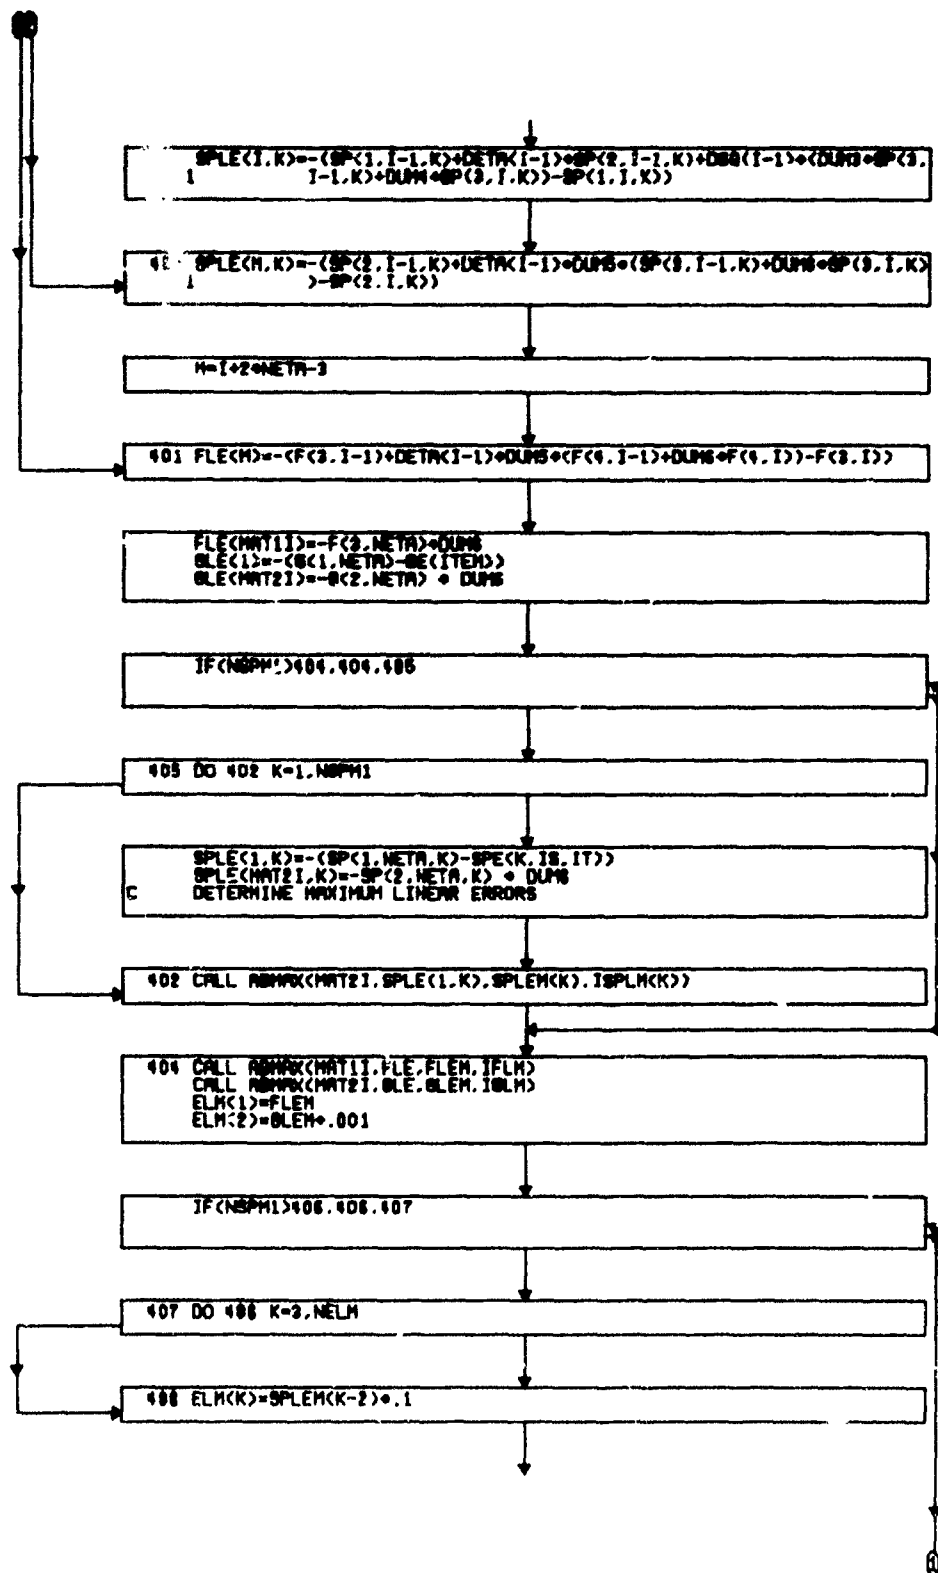 SPLE(I,K)=-(SP(1,I-1,K)+DETA(I-1)*SP(2,I-1,K)+DSQ(I-1)*(DUM3*SP(3,
1 I-1,K)+DUM4*SP(3,I,K))-SP(1,I,K))
SPLE(M,K)=-(SP(2,I-1,K)+DETA(I-1)*DUM5*(SP(3,I-1,K)+DUM6*SP(3,I,K)
1 )-SP(2,I,K))
M=I+2*NETA-3
401 FLE(M)=-(F(3,I-1)+DETA(I-1)*DUM5*(F(4,I-1)+DUM6*F(4,I))-F(3,I))
FLE(MAT1I)=-F(3,NETA)*DUM6
GLE(1)=-(G(1,NETA)-GE(ITEM))
GLE(MAT2I)=-G(2,NETA) * DUM6
IF(NSPM1)404,404,405
405 DO 402 K=1,NSPM1
SPLE(1,K)=-(SP(1,NETA,K)-SPE(K,IS,IT))
SPLE(MAT2I,K)=-SP(2,NETA,K) * DUM6
C DETERMINE MAXIMUM LINEAR ERRORS
402 CALL ABMAX(MAT2I,SPLE(1,K),SPLEM(K),ISPLM(K))
404 CALL ABMAX(MAT1I,FLE,FLEM,IFLM)
CALL ABMAX(MAT2I,GLE,GLEM,IGLM)
ELM(1)=FLEM
ELM(2)=GLEM*.001
IF(NSPM1)406,406,407
407 DO 408 K=3,NELM
408 ELM(K)=SPLEM(K-2)*.1